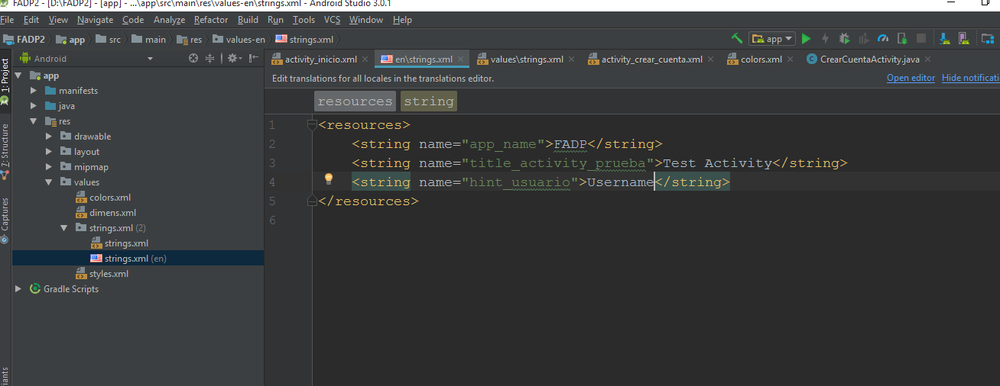 FADP2 - [D:\FADP2] - [app] - ...\app\src\main\res\values-en\strings.xml - Android Studio 3.0.1
File Edit View Navigate Code Analyze Refactor Build Run Tools VCS Window Help
FADP2 app src main res values-en strings.xml app
1: Project
7: Structure
Captures
Android
app
manifests
java
res
drawable
layout
mipmap
values
colors.xml
dimens.xml
strings.xml (2)
strings.xml
strings.xml (en)
styles.xml
Gradle Scripts
activity_inicio.xml en\strings.xml values\strings.xml activity_crear_cuenta.xml colors.xml CrearCuentaActivity.java
Edit translations for all locales in the translations editor. Open editor Hide notificati
resources string
1 <resources>
2 <string name="app_name">FADP</string>
3 <string name="title_activity_prueba">Test Activity</string>
4 <string name="hint_usuario">Username</string>
5 </resources>
6